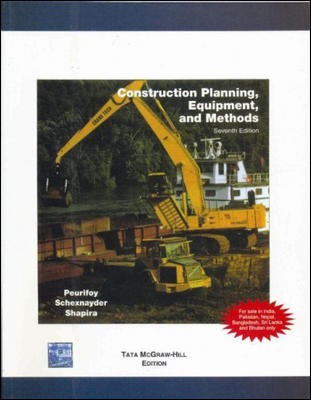 Construction Planning,
Equipment,
and Methods
Seventh Edition
Peurifoy
Schexnayder
Shapira
For sale in India,
Pakistan, Nepal,
Bangladesh, Sri Lanka
and Bhutan only
TATA MCGRAW-HILL
EDITION